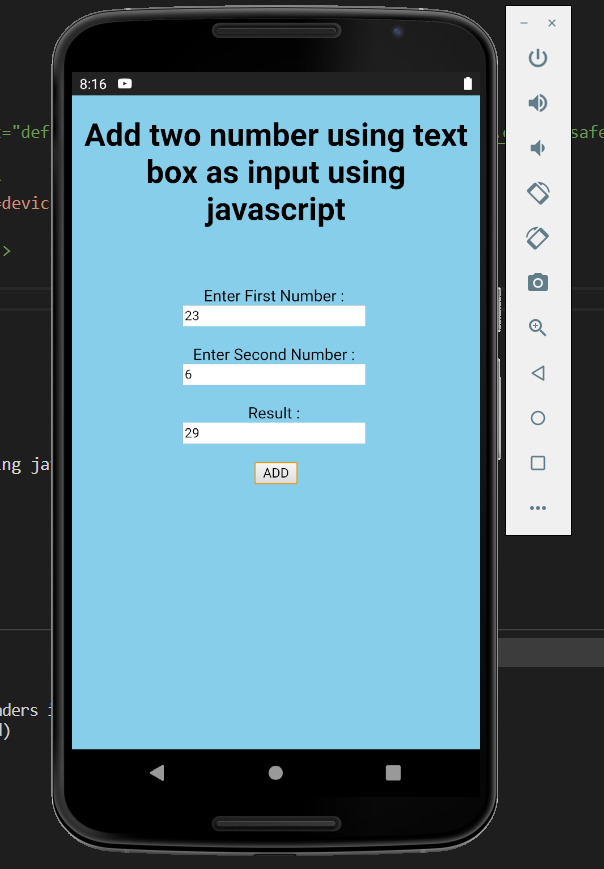 8:16
="def
safe
=devic
>
Add two number using text
box as input using
javascript
Enter First Number :
23
Enter Second Number :
6
Result :
29
ADD
ng ja
nders i
)